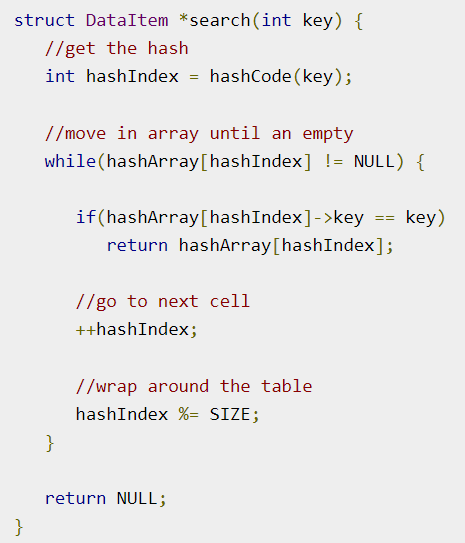 struct DataItem *search(int key) {
   //get the hash
   int hashIndex = hashCode(key);

   //move in array until an empty
   while(hashArray[hashIndex] != NULL) {

      if(hashArray[hashIndex]->key == key)
         return hashArray[hashIndex];

      //go to next cell
      ++hashIndex;

      //wrap around the table
      hashIndex %= SIZE;
   }

   return NULL;
}